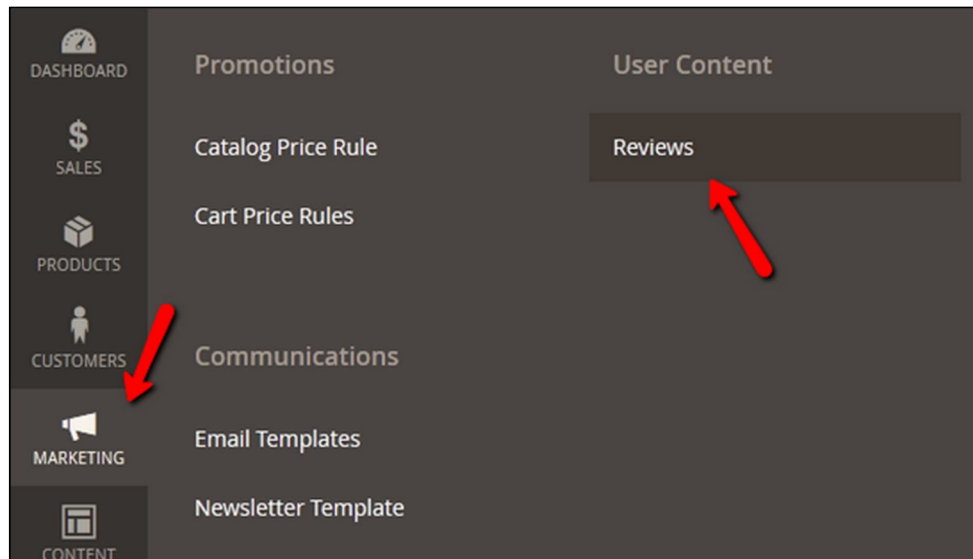 DASHBOARD
SALES
PRODUCTS
CUSTOMERS
MARKETING
CONTENT
Promotions
Catalog Price Rule
Cart Price Rules
Communications
Email Templates
Newsletter Template
User Content
Reviews